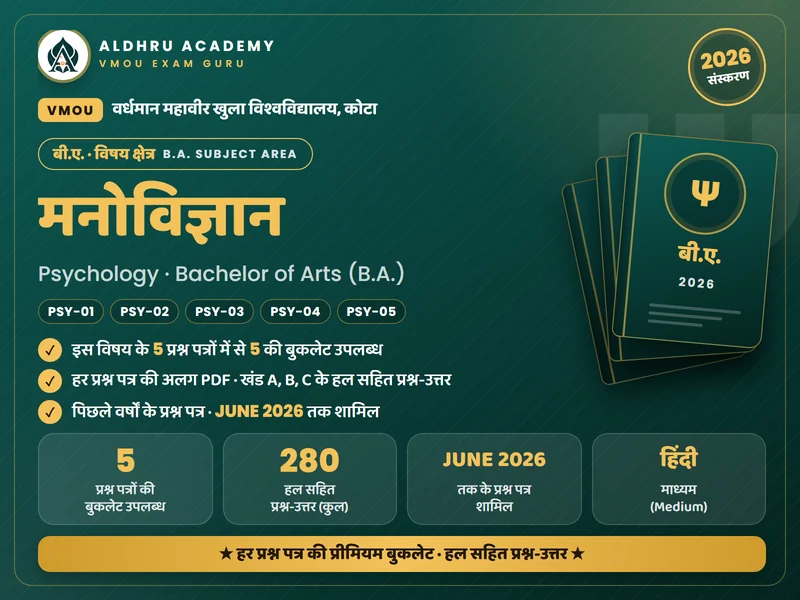 ALDHRU ACADEMY
VMOU EXAM GURU
2026
संस्करण
VMOU वर्धमान महावीर खुला विश्वविद्यालय, कोटा
बी.ए. · विषय क्षेत्र B.A. SUBJECT AREA
मनोविज्ञान
Psychology · Bachelor of Arts (B.A.)
PSY-01 PSY-02 PSY-03 PSY-04 PSY-05
Ψ
बी.ए.
2026
इस विषय के 5 प्रश्न पत्रों में से 5 की बुकलेट उपलब्ध
हर प्रश्न पत्र की अलग PDF · खंड A, B, C के हल सहित प्रश्न-उत्तर
पिछले वर्षों के प्रश्न पत्र · JUNE 2026 तक शामिल
5
प्रश्न पत्रों की
बुकलेट उपलब्ध
280
हल सहित
प्रश्न-उत्तर (कुल)
JUNE 2026
तक के प्रश्न पत्र
शामिल
हिंदी
माध्यम
(Medium)
★ हर प्रश्न पत्र की प्रीमियम बुकलेट · हल सहित प्रश्न-उत्तर ★